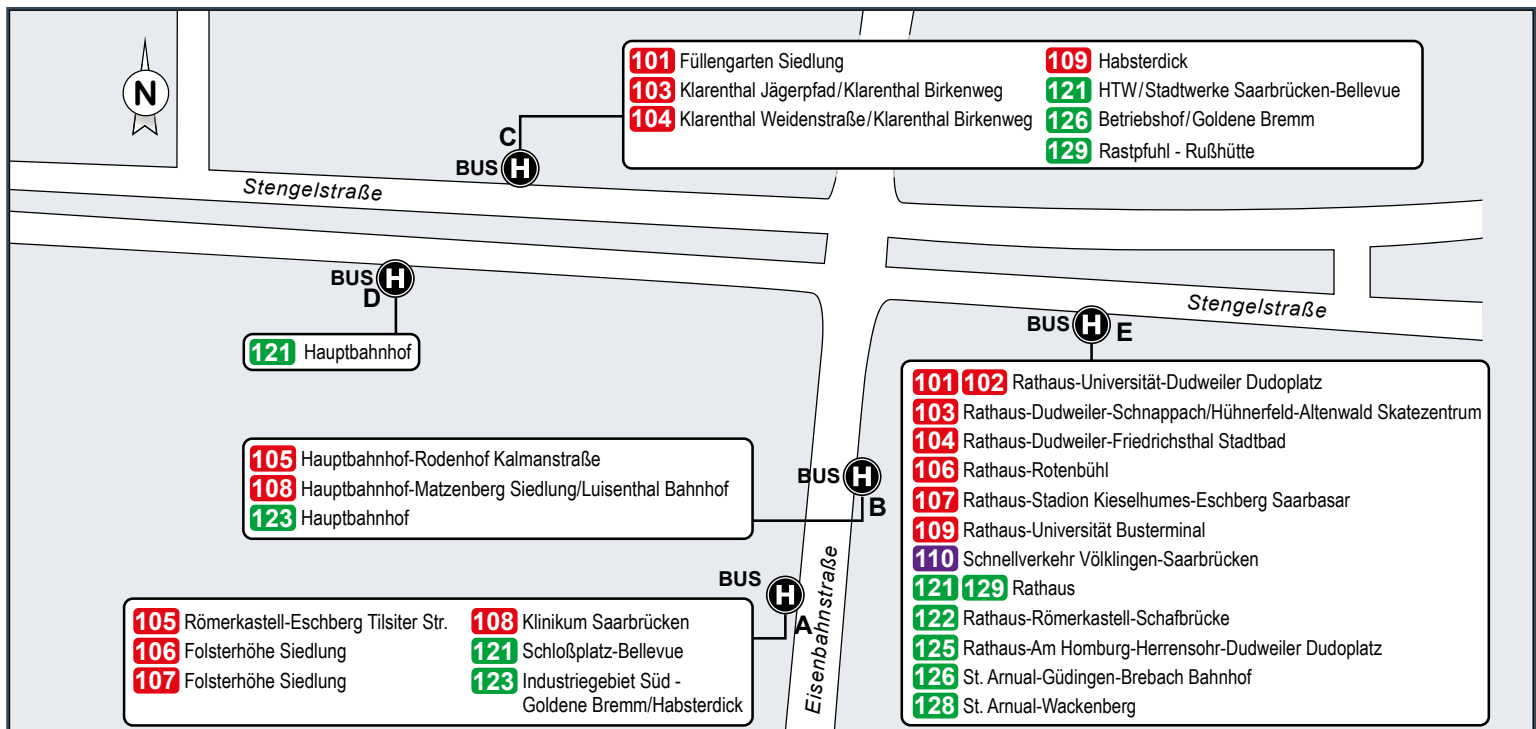 N
101 Füllengarten Siedlung
103 Klarenthal Jägerpfad/Klarenthal Birkenweg
104 Klarenthal Weidenstraße/Klarenthal Birkenweg
109 Habsterdick
121 HTW/Stadtwerke Saarbrücken-Bellevue
126 Betriebshof/Goldene Bremm
129 Rastpfuhl - Rußhütte
C
BUS H
Stengelstraße
BUS H
D
121 Hauptbahnhof
Stengelstraße
BUS H E
101 102 Rathaus-Universität-Dudweiler Dudoplatz
103 Rathaus-Dudweiler-Schnappach/Hühnerfeld-Altenwald Skatezentrum
104 Rathaus-Dudweiler-Friedrichsthal Stadtbad
106 Rathaus-Rotenbühl
107 Rathaus-Stadion Kieselhumes-Eschberg Saarbasar
109 Rathaus-Universität Busterminal
110 Schnellverkehr Völklingen-Saarbrücken
121 129 Rathaus
122 Rathaus-Römerkastell-Schafbrücke
125 Rathaus-Am Homburg-Herrensohr-Dudweiler Dudoplatz
126 St. Arnual-Güdingen-Brebach Bahnhof
128 St. Arnual-Wackenberg
105 Hauptbahnhof-Rodenhof Kalmanstraße
108 Hauptbahnhof-Matzenberg Siedlung/Luisenthal Bahnhof
123 Hauptbahnhof
BUS H
B
BUS
H
A
Eisenbahnstraße
105 Römerkastell-Eschberg Tilsiter Str.
106 Folsterhöhe Siedlung
107 Folsterhöhe Siedlung
108 Klinikum Saarbrücken
121 Schloßplatz-Bellevue
123 Industriegebiet Süd -
Goldene Bremm/Habsterdick